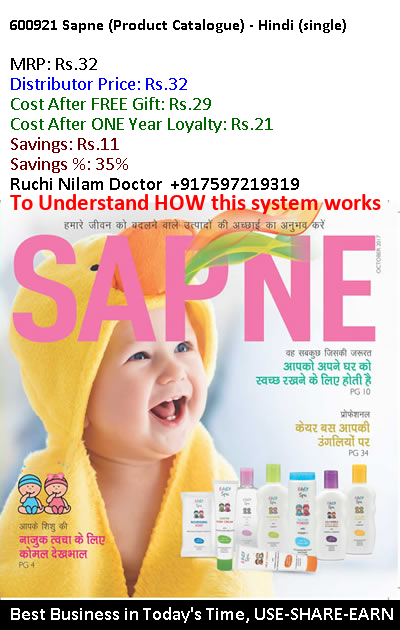 600921 Sapne (Product Catalogue) - Hindi (single)
MRP: Rs.32
Distributor Price: Rs.32
Cost After FREE Gift: Rs.29
Cost After ONE Year Loyalty: Rs.21
Savings: Rs.11
Savings %: 35%
Ruchi Nilam Doctor +917597219319
To Understand HOW this system works
हमारे जीवन को बदलने वाले उत्पादों की अच्छाई का अनुभव करें
SAPNE
OCTOBER 2017
वह सबकुछ जिसकी जरूरत
आपको अपने घर को
स्वच्छ रखने के लिए होती है
PG 10
प्रोफेशनल
केयर बस आपकी
उंगलियों पर
PG 34
आपके शिशु की
नाजुक त्वचा के लिए
कोमल देखभाल
PG 4
Best Business in Today's Time, USE-SHARE-EARN